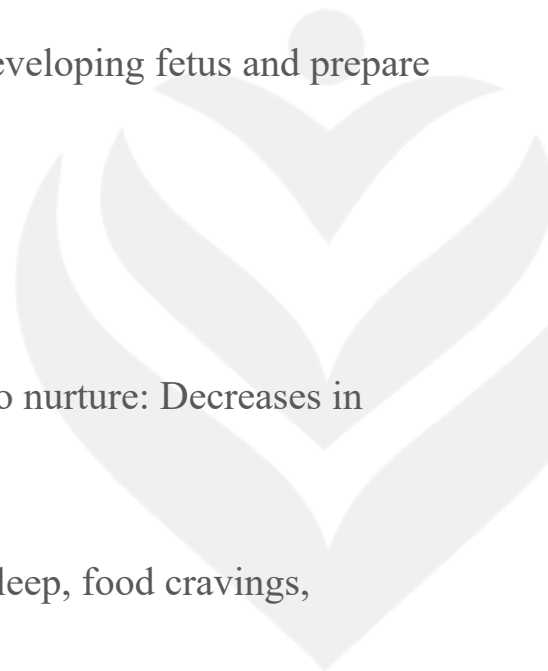 eveloping fetus and prepare
o nurture: Decreases in
leep, food cravings,